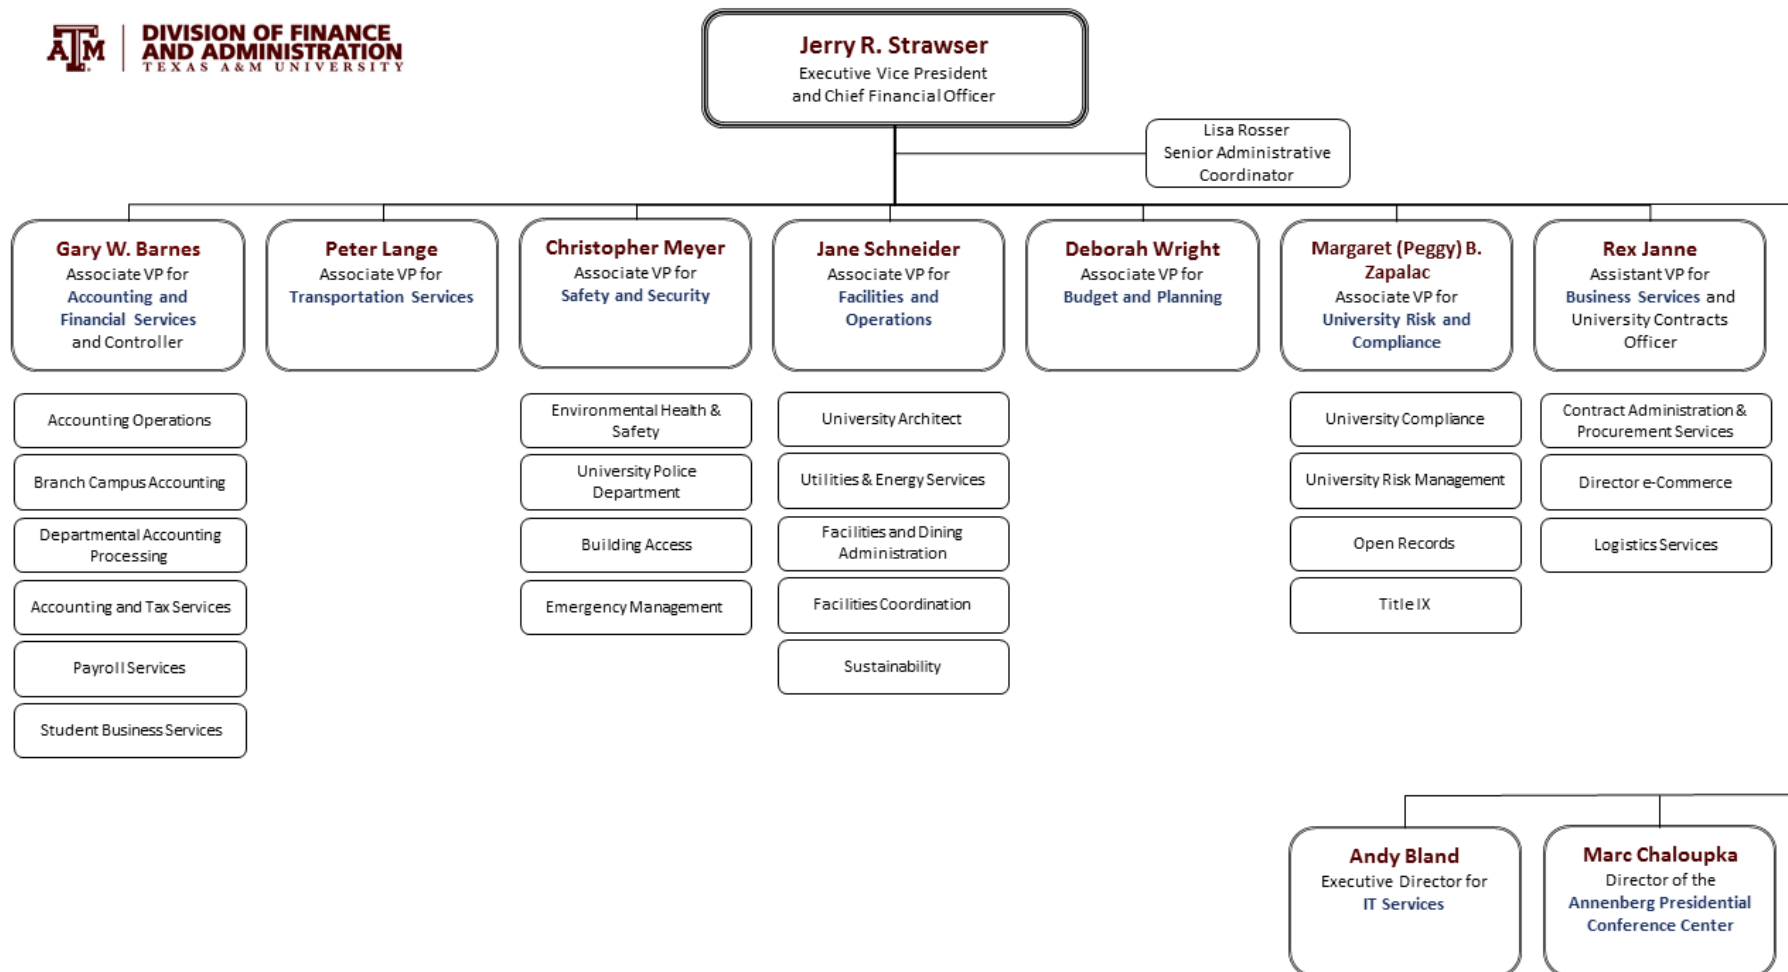 ATM
DIVISION OF FINANCE
AND ADMINISTRATION
TEXAS A&M UNIVERSITY
Jerry R. Strawser
Executive Vice President
and Chief Financial Officer
Lisa Rosser
Senior Administrative
Coordinator
Gary W. Barnes
Associate VP for
Accounting and
Financial Services
and Controller
Accounting Operations
Branch Campus Accounting
Departmental Accounting
Processing
Accounting and Tax Services
Payroll Services
Student Business Services
Peter Lange
Associate VP for
Transportation Services
Christopher Meyer
Associate VP for
Safety and Security
Environmental Health &
Safety
University Police
Department
Building Access
Emergency Management
Jane Schneider
Associate VP for
Facilities and
Operations
University Architect
Utilities & Energy Services
Facilities and Dining
Administration
Facilities Coordination
Sustainability
Deborah Wright
Associate VP for
Budget and Planning
Margaret (Peggy) B.
Zapalac
Associate VP for
University Risk and
Compliance
University Compliance
University Risk Management
Open Records
Title IX
Rex Janne
Assistant VP for
Business Services and
University Contracts
Officer
Contract Administration &
Procurement Services
Director e-Commerce
Logistics Services
Andy Bland
Executive Director for
IT Services
Marc Chaloupka
Director of the
Annenberg Presidential
Conference Center